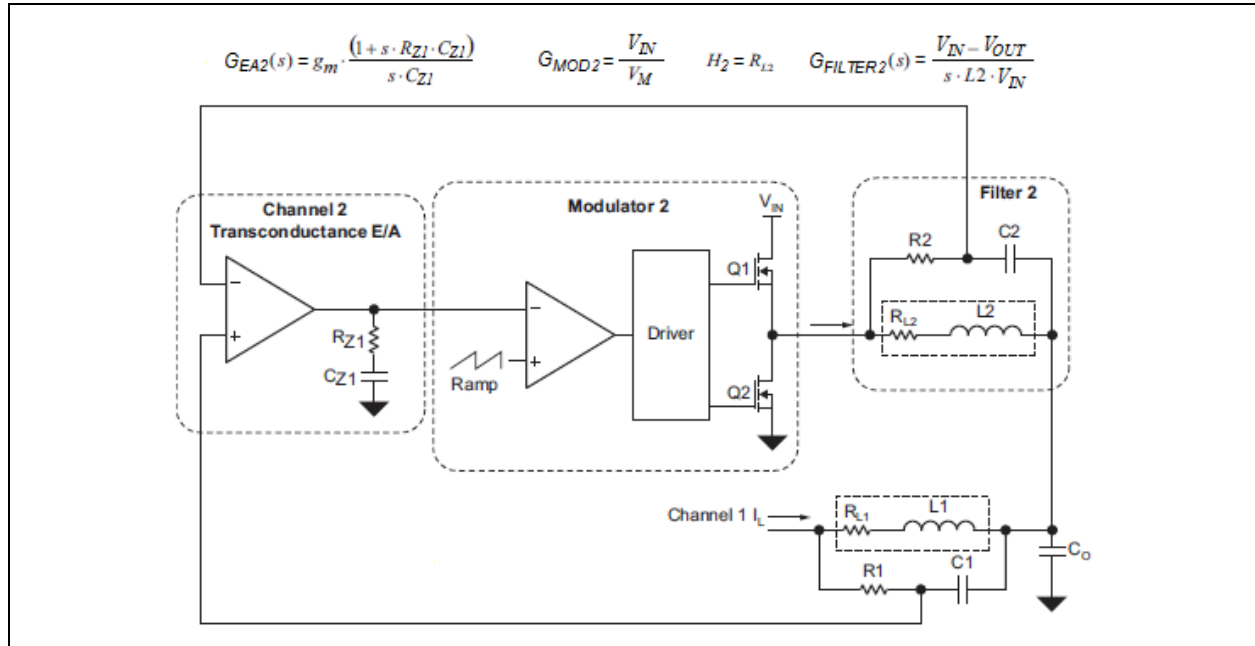 G_EA2(s) = g_m · (1 + s · R_Z1 · C_Z1) / s · C_Z1
G_MOD2 = V_IN / V_M
H_2 = R_L2
G_FILTER2(s) = V_IN – V_OUT / s · L2 · V_IN
Channel 2
Transconductance E/A
Modulator 2
Filter 2
V_IN
R2
C2
Q1
R_L2
L2
–
+
–
+
R_Z1
C_Z1
Ramp
Driver
Q2
Channel 1 I_L
R_L1
L1
C_O
R1
C1